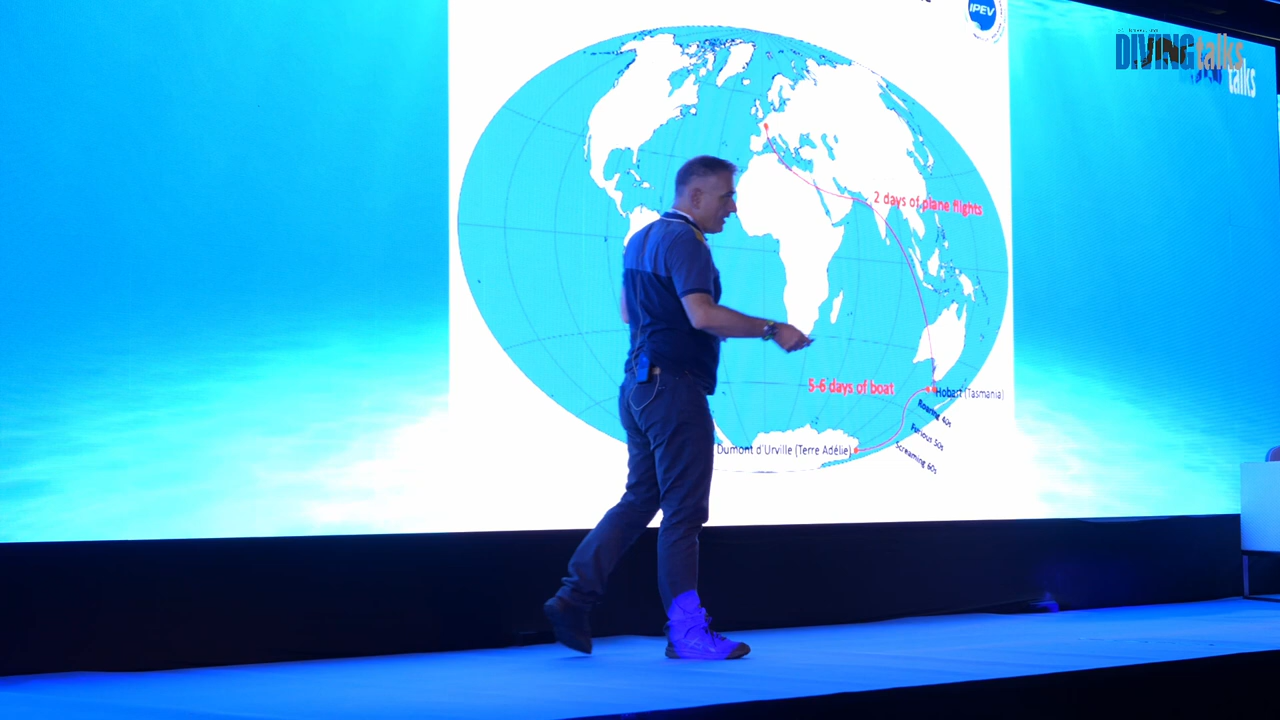 IPEV
DIVINGtalks
talks
2 days of plane flights
5-6 days of boat
Hobart (Tasmania)
Roaring 40s
Furious 50s
Screaming 60s
Dumont d'Urville (Terre Adélie)